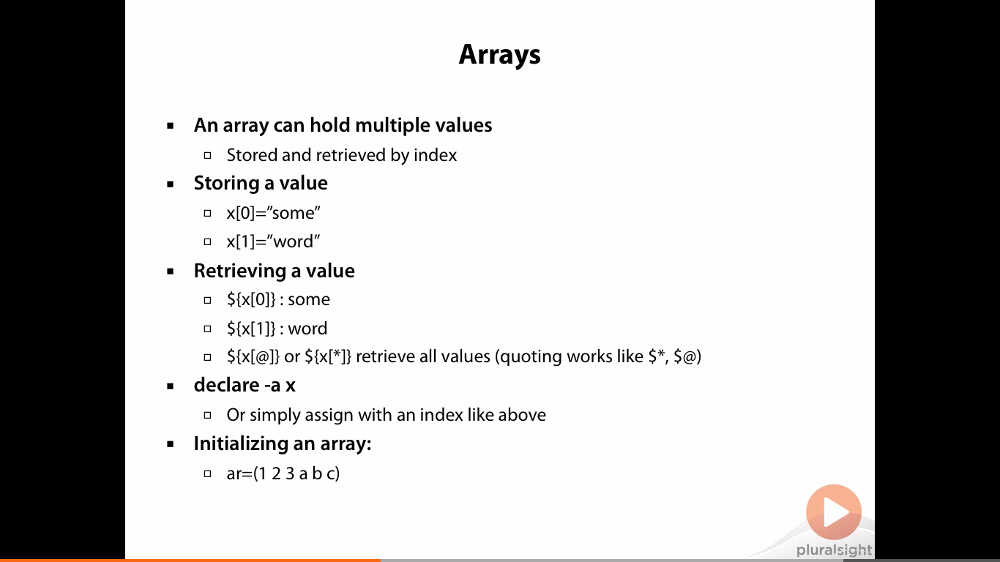 Arrays
An array can hold multiple values
Stored and retrieved by index
Storing a value
x[0]=”some”
x[1]=”word”
Retrieving a value
${x[0]} : some
${x[1]} : word
${x[@]} or ${x[*]} retrieve all values (quoting works like $*, $@)
declare -a x
Or simply assign with an index like above
Initializing an array:
ar=(1 2 3 a b c)
pluralsight